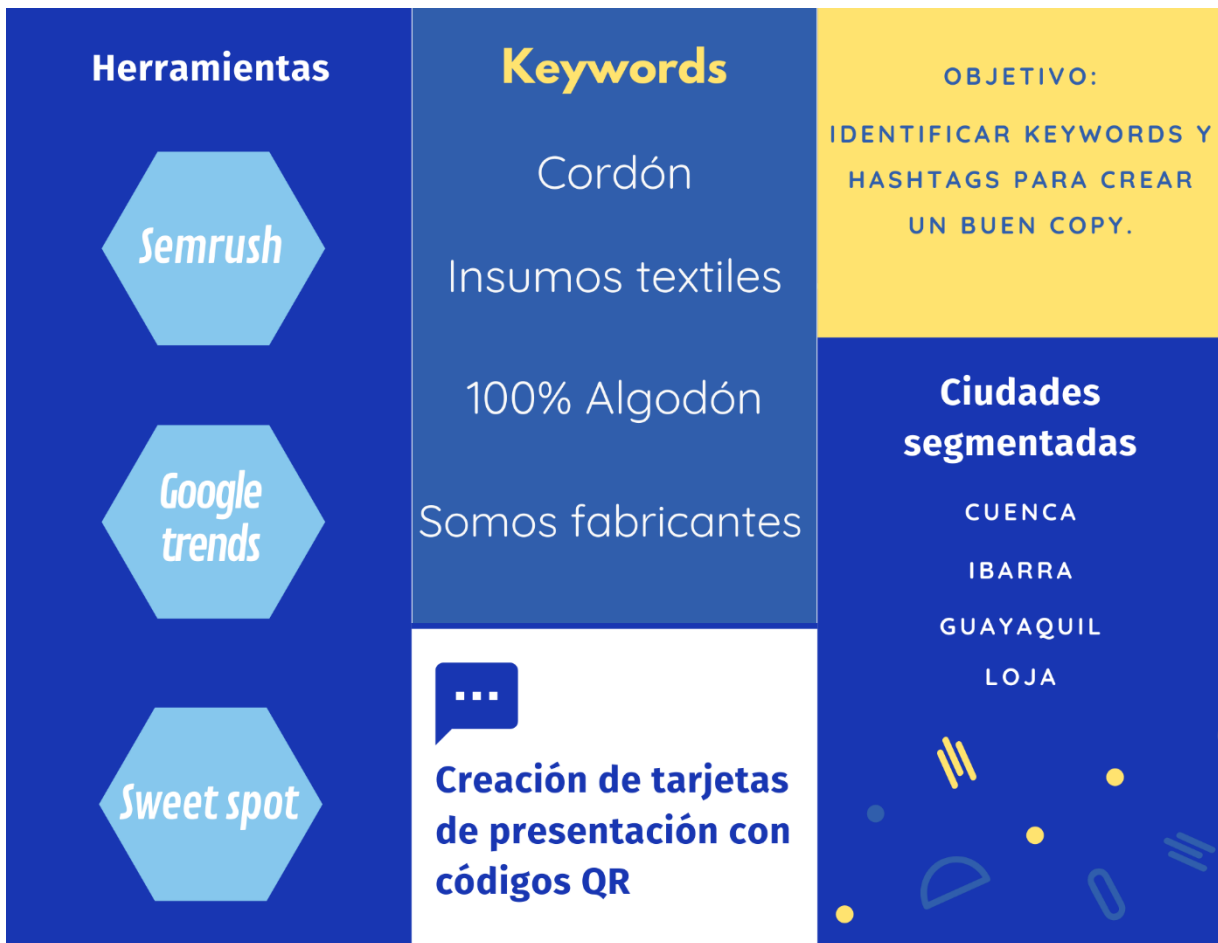 Herramientas
Semrush
Google
trends
Sweet spot
Keywords
Cordón
Insumos textiles
100% Algodón
Somos fabricantes
Creación de tarjetas
de presentación con
códigos QR
OBJETIVO:
IDENTIFICAR KEYWORDS Y
HASHTAGS PARA CREAR
UN BUEN COPY.
Ciudades
segmentadas
CUENCA
IBARRA
GUAYAQUIL
LOJA